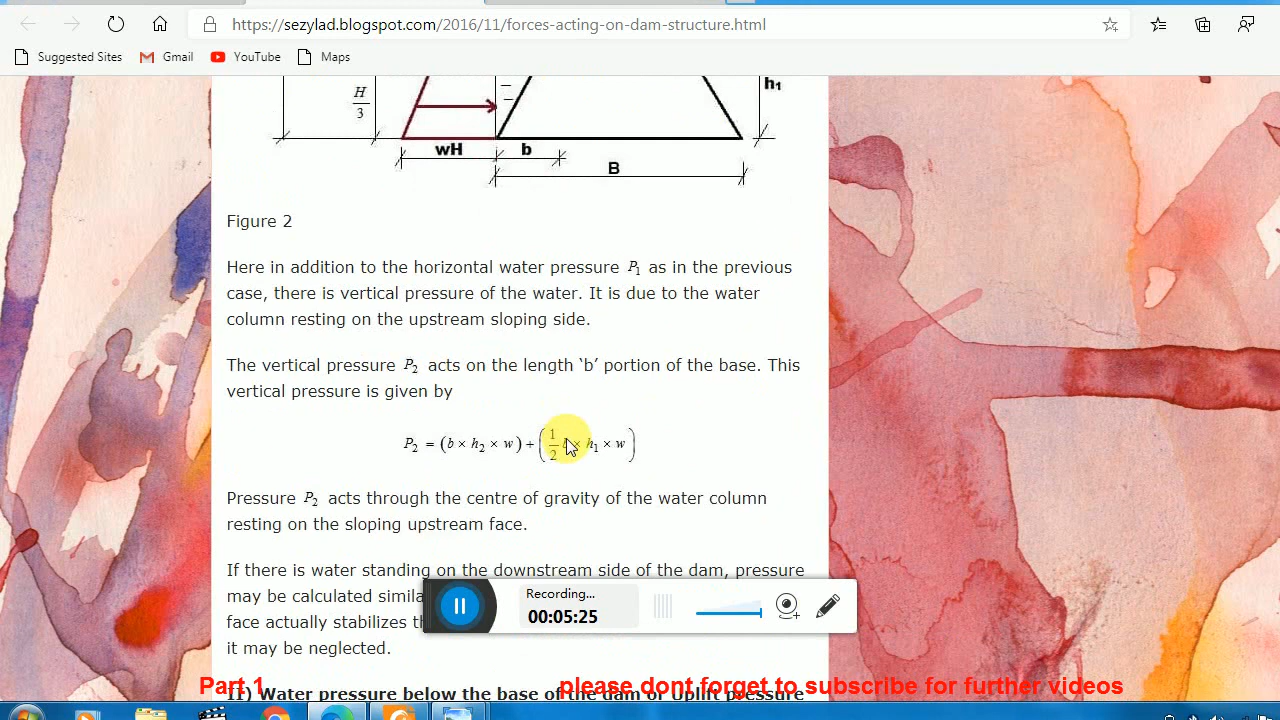 https://sezylad.blogspot.com/2016/11/forces-acting-on-dam-structure.html
Suggested Sites Gmail YouTube Maps
H
3
h1
wH b
B
Figure 2
Here in addition to the horizontal water pressure P1 as in the previous
case, there is vertical pressure of the water. It is due to the water
column resting on the upstream sloping side.
The vertical pressure P2 acts on the length ‘b’ portion of the base. This
vertical pressure is given by
P2 = (b × h2 × w) + (1/2 b × h1 × w)
Pressure P2 acts through the centre of gravity of the water column
resting on the sloping upstream face.
If there is water standing on the downstream side of the dam, pressure
may be calculated simila
face actually stabilizes th
it may be neglected.
Recording...
00:05:25
II) Water pressure below the base of the dam or Uplift pressure
Part 1 please dont forget to subscribe for further videos